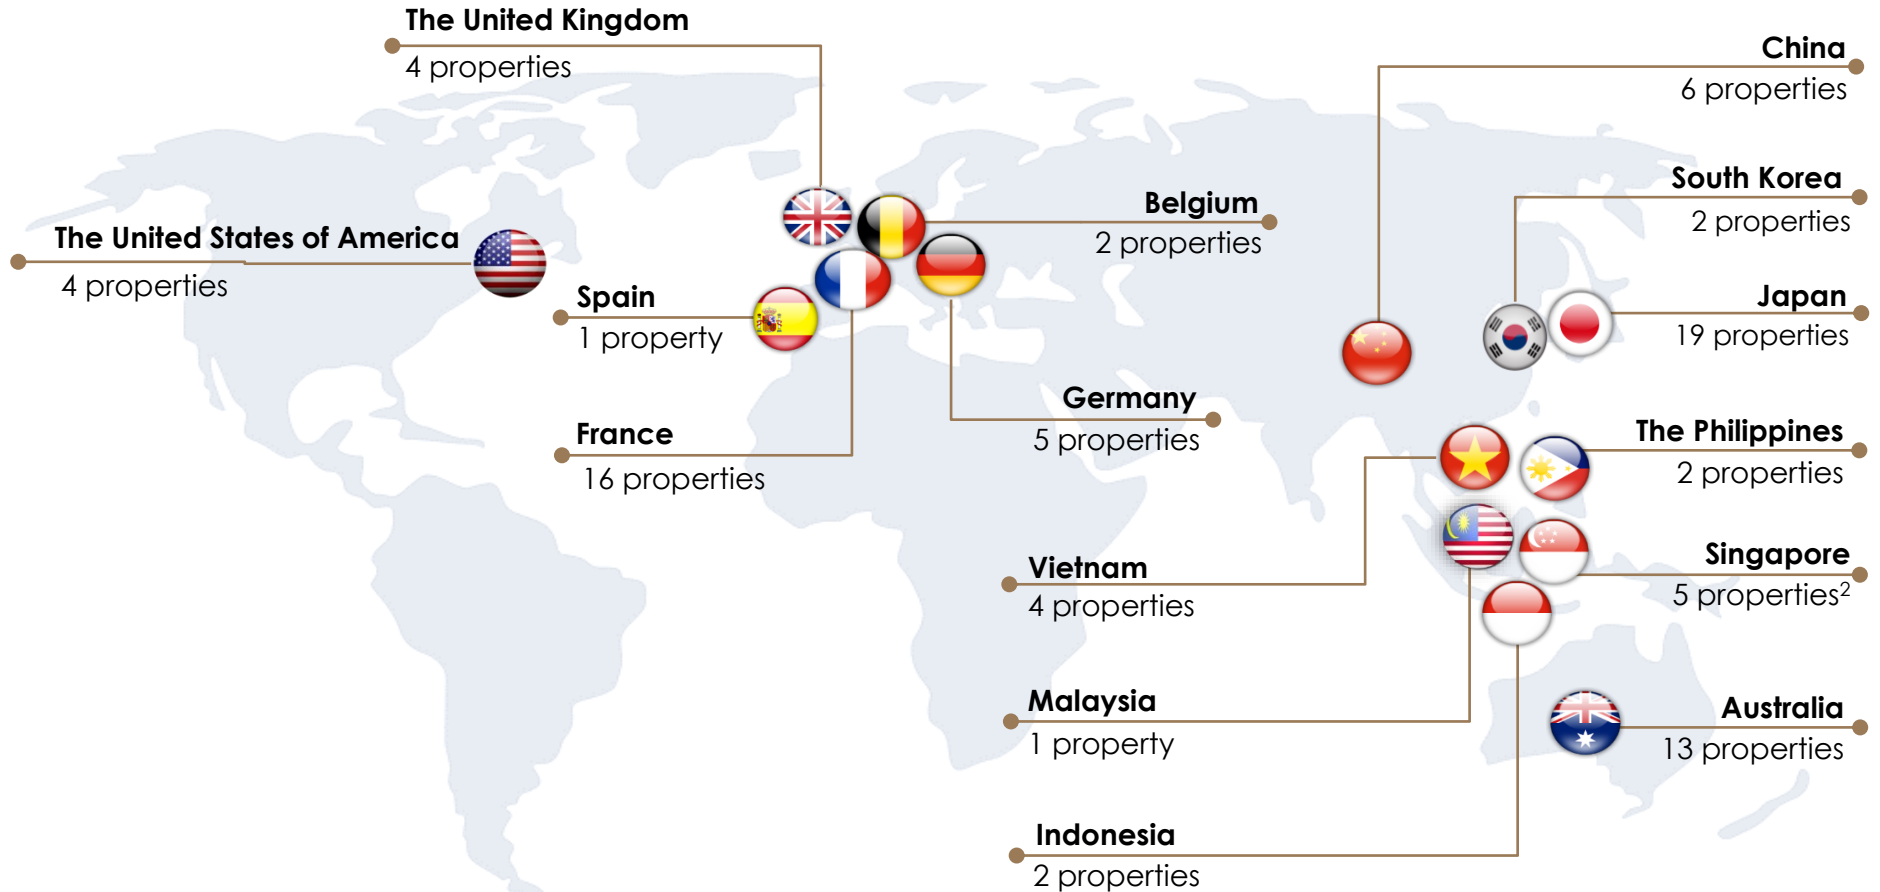 The United Kingdom
4 properties
China
6 properties
South Korea
2 properties
Belgium
2 properties
The United States of America
4 properties
Spain
1 property
Japan
19 properties
Germany
5 properties
France
16 properties
The Philippines
2 properties
Vietnam
4 properties
Singapore
5 properties²
Malaysia
1 property
Australia
13 properties
Indonesia
2 properties